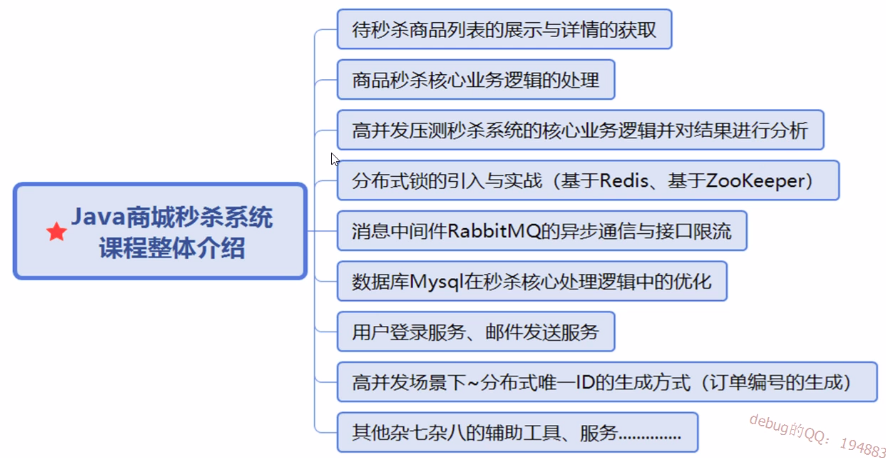 待秒杀商品列表的展示与详情的获取
商品秒杀核心业务逻辑的处理
高并发压测秒杀系统的核心业务逻辑并对结果进行分析
分布式锁的引入与实战（基于Redis、基于ZooKeeper）
Java商城秒杀系统
课程整体介绍
消息中间件RabbitMQ的异步通信与接口限流
数据库Mysql在秒杀核心处理逻辑中的优化
用户登录服务、邮件发送服务
高并发场景下~分布式唯一ID的生成方式（订单编号的生成）
其他杂七杂八的辅助工具、服务..............
debug的QQ：194883